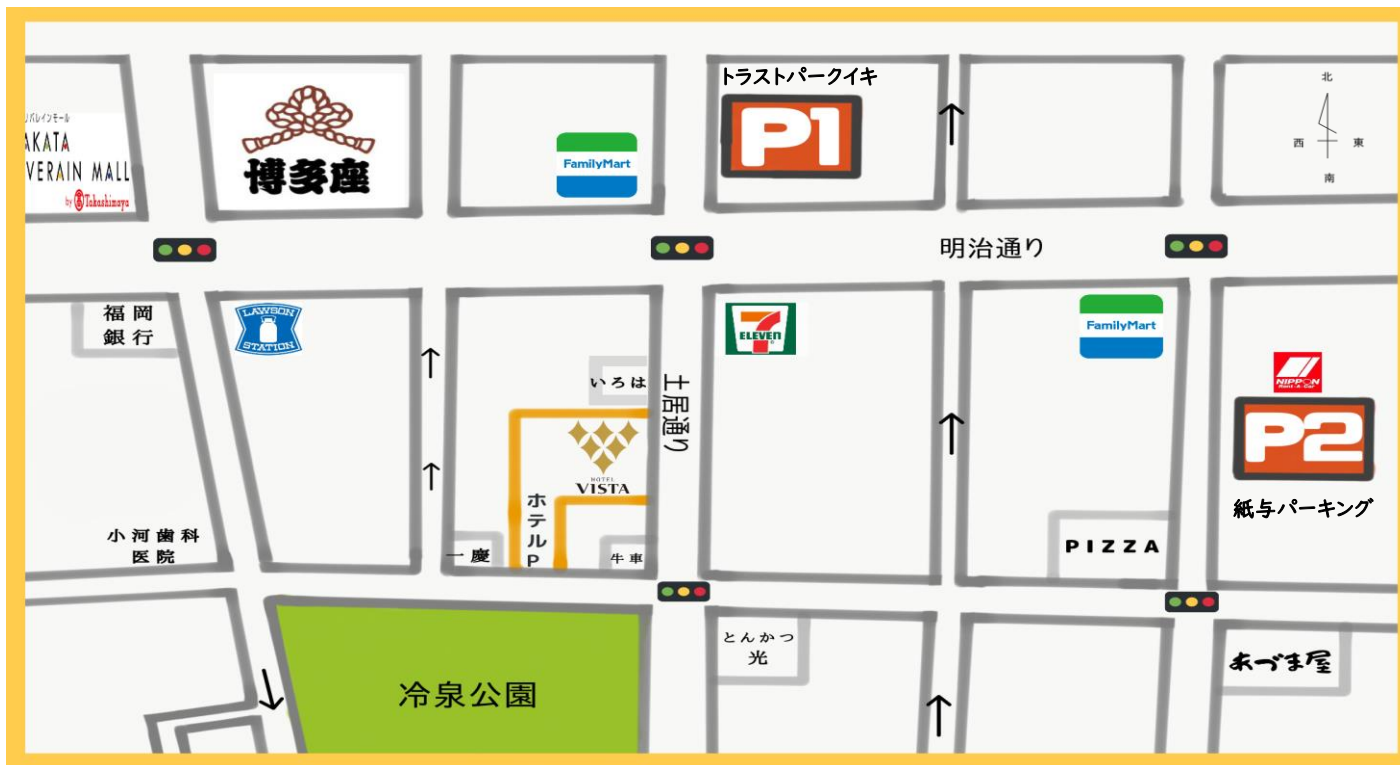 トラストパークイキ
P1
北
西 東
南
リバレインモール
AKATA
VERAIN MALL
by Takashimaya
博多座
FamilyMart
明治通り
福岡
銀行
LAWSON
STATION
7
ELEVEN
FamilyMart
いろは
土居通り
NIPPON
Rent-A-Car
P2
HOTEL
VISTA
ホテルP
紙与パーキング
小河歯科
医院
一慶
牛車
PIZZA
とんかつ
光
あづま屋
冷泉公園